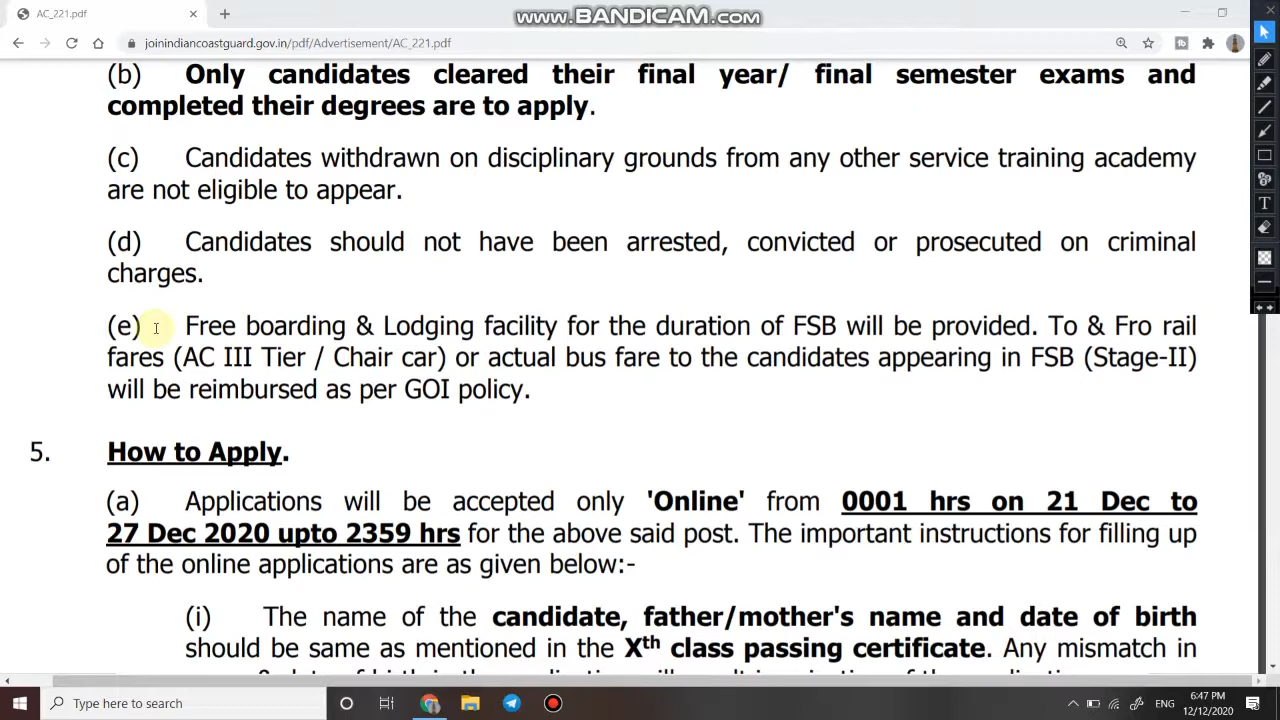 AC_221.pdf
www.BANDICAM.com
joinindiancoastguard.gov.in/pdf/Advertisement/AC_221.pdf
(b) Only candidates cleared their final year/ final semester exams and
completed their degrees are to apply.
(c) Candidates withdrawn on disciplinary grounds from any other service training academy
are not eligible to appear.
(d) Candidates should not have been arrested, convicted or prosecuted on criminal
charges.
(e) Free boarding & Lodging facility for the duration of FSB will be provided. To & Fro rail
fares (AC III Tier / Chair car) or actual bus fare to the candidates appearing in FSB (Stage-II)
will be reimbursed as per GOI policy.
5. How to Apply.
(a) Applications will be accepted only 'Online' from 0001 hrs on 21 Dec to
27 Dec 2020 upto 2359 hrs for the above said post. The important instructions for filling up
of the online applications are as given below:-
(i) The name of the candidate, father/mother's name and date of birth
should be same as mentioned in the Xth class passing certificate. Any mismatch in
Type here to search
ENG
6:47 PM
12/12/2020